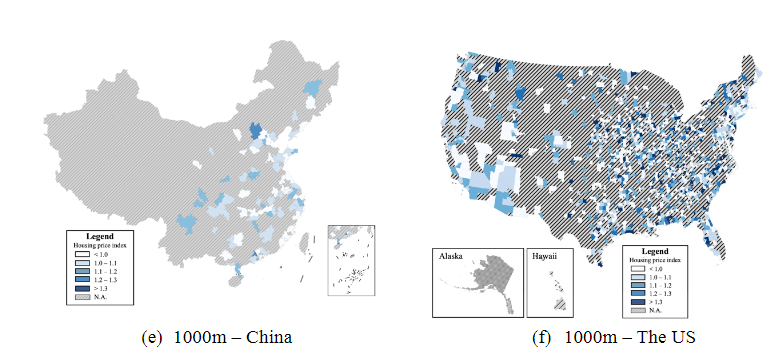 Legend
Housing price index
< 1.0
1.0 – 1.1
1.1 – 1.2
1.2 – 1.3
> 1.3
N.A.
(e) 1000m – China
Alaska
Hawaii
Legend
Housing price index
< 1.0
1.0 – 1.1
1.1 – 1.2
1.2 – 1.3
> 1.3
N.A.
(f) 1000m – The US